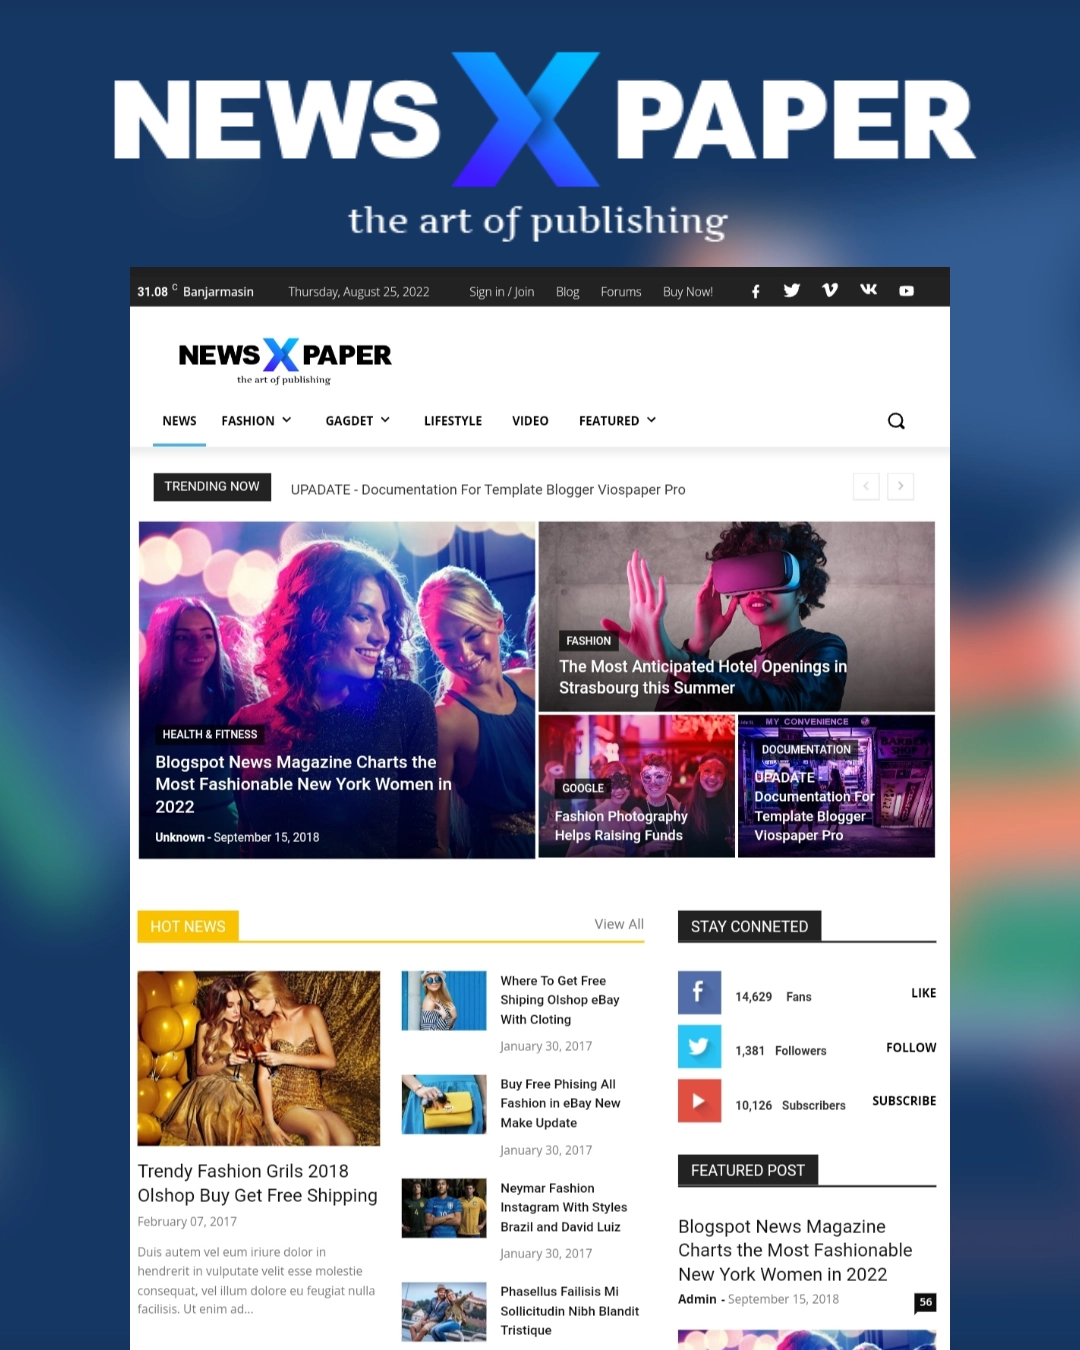 NEWS X PAPER
the art of publishing
31.08 C Banjarmasin Thursday, August 25, 2022 Sign in / Join Blog Forums Buy Now!
NEWS X PAPER
the art of publishing
NEWS FASHION GAGDET LIFESTYLE VIDEO FEATURED
TRENDING NOW UPADATE - Documentation For Template Blogger Viospaper Pro
HEALTH & FITNESS
Blogspot News Magazine Charts the
Most Fashionable New York Women in
2022
Unknown - September 15, 2018
FASHION
The Most Anticipated Hotel Openings in
Strasbourg this Summer
GOOGLE
Fashion Photography
Helps Raising Funds
MY CONVENIENCE
BARBER
SHOP
DOCUMENTATION
UPADATE -
Documentation For
Template Blogger
Viospaper Pro
HOT NEWS View All
Trendy Fashion Grils 2018
Olshop Buy Get Free Shipping
February 07, 2017
Duis autem vel eum iriure dolor in
hendrerit in vulputate velit esse molestie
consequat, vel illum dolore eu feugiat nulla
facilisis. Ut enim ad...
Where To Get Free
Shiping Olshop eBay
With Cloting
January 30, 2017
Buy Free Phising All
Fashion in eBay New
Make Update
January 30, 2017
Neymar Fashion
Instagram With Styles
Brazil and David Luiz
January 30, 2017
Phasellus Failisis Mi
Sollicitudin Nibh Blandit
Tristique
STAY CONNETED
14,629 Fans LIKE
1,381 Followers FOLLOW
10,126 Subscribers SUBSCRIBE
FEATURED POST
Blogspot News Magazine
Charts the Most Fashionable
New York Women in 2022
Admin - September 15, 2018 56